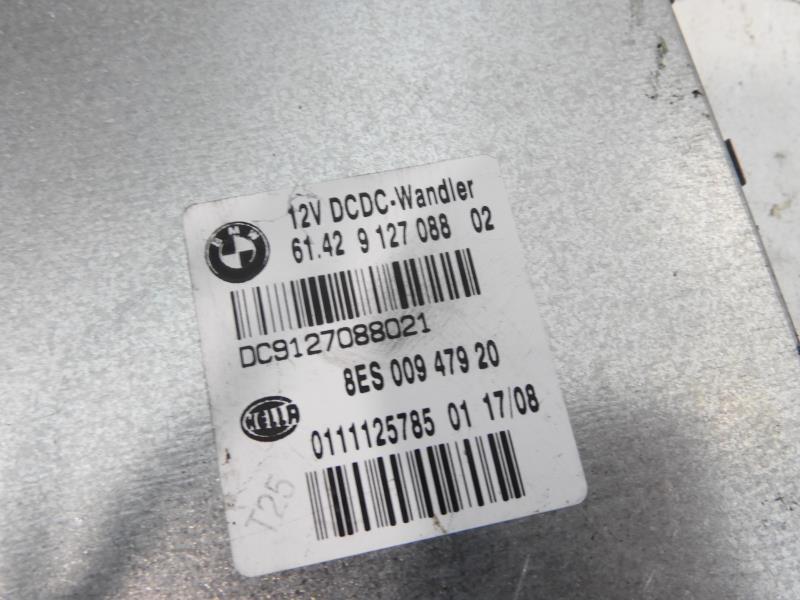 12V DCDC-Wandler
BMW
61.42 9 127 088 02
DC9127088021
8ES 009 479 20
HELLA
0111125785 01 17/08
T25